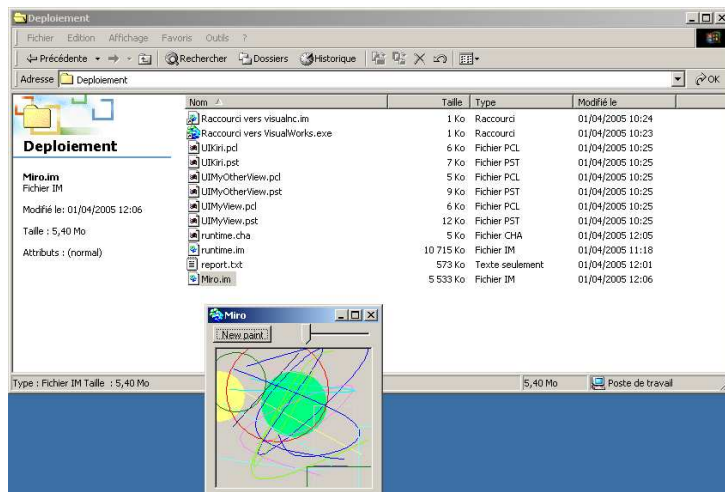 Deploiement
Fichier Edition Affichage Favoris Outils ?
Précédente Rechercher Dossiers Historique
Adresse Deploiement OK
Nom Taille Type Modifié le
Raccourci vers visualnc.im 1 Ko Raccourci 01/04/2005 10:24
Raccourci vers VisualWorks.exe 1 Ko Raccourci 01/04/2005 10:23
UIKiri.pcl 6 Ko Fichier PCL 01/04/2005 10:25
UIKiri.pst 7 Ko Fichier PST 01/04/2005 10:25
UIMyOtherView.pcl 5 Ko Fichier PCL 01/04/2005 10:25
UIMyOtherView.pst 9 Ko Fichier PST 01/04/2005 10:25
UIMyView.pcl 6 Ko Fichier PCL 01/04/2005 10:25
UIMyView.pst 12 Ko Fichier PST 01/04/2005 10:25
runtime.cha 5 Ko Fichier CHA 01/04/2005 12:05
runtime.im 10 715 Ko Fichier IM 01/04/2005 11:18
report.txt 573 Ko Texte seulement 01/04/2005 12:01
Miro.im 5 533 Ko Fichier IM 01/04/2005 12:06
Deploiement
Miro.im
Fichier IM
Modifié le: 01/04/2005 12:06
Taille : 5,40 Mo
Attributs : (normal)
Miro
New paint
Type : Fichier IM Taille : 5,40 Mo 5,40 Mo Poste de travail